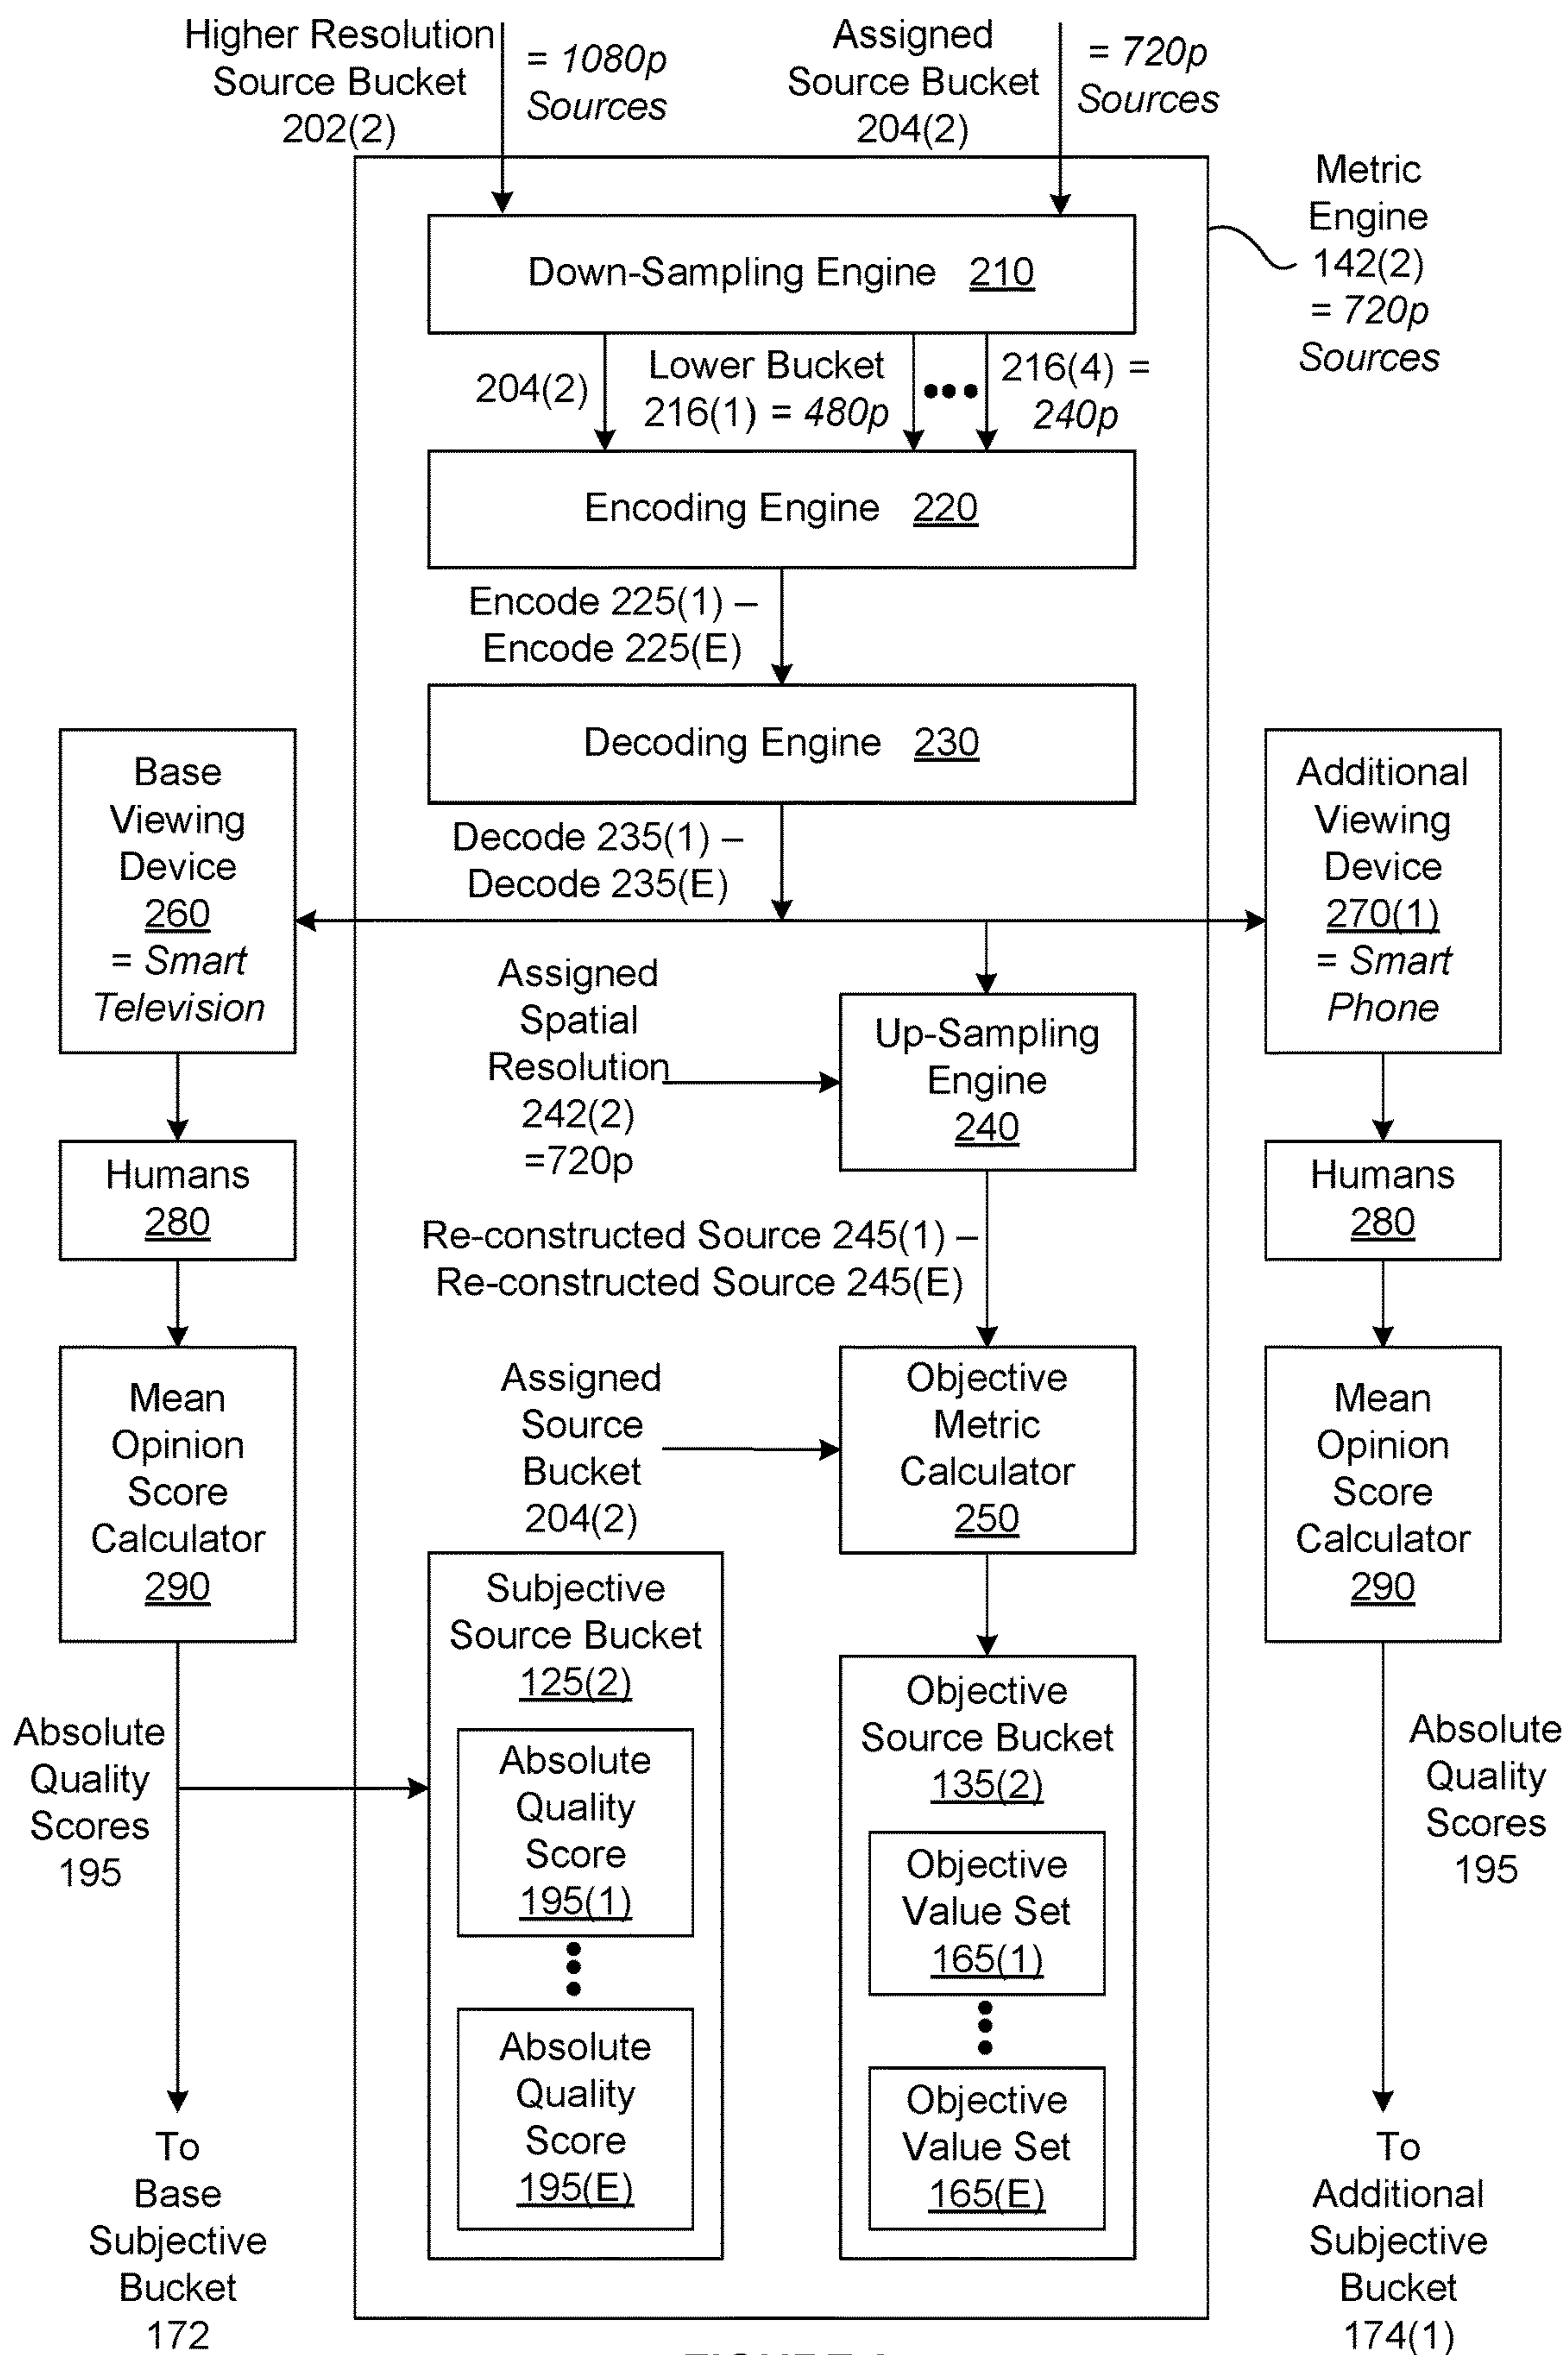 Higher Resolution
Source Bucket
202(2)
= 1080p
Sources
Assigned
Source Bucket
204(2)
= 720p
Sources
Metric
Engine
142(2)
= 720p
Sources
Down-Sampling Engine 210
204(2)
Lower Bucket
216(1) = 480p
216(4) =
240p
Encoding Engine 220
Encode 225(1) –
Encode 225(E)
Decoding Engine 230
Decode 235(1) –
Decode 235(E)
Base
Viewing
Device
260
= Smart
Television
Additional
Viewing
Device
270(1)
= Smart
Phone
Assigned
Spatial
Resolution
242(2)
=720p
Up-Sampling
Engine
240
Humans
280
Humans
280
Re-constructed Source 245(1) –
Re-constructed Source 245(E)
Mean
Opinion
Score
Calculator
290
Assigned
Source
Bucket
204(2)
Objective
Metric
Calculator
250
Mean
Opinion
Score
Calculator
290
Absolute
Quality
Scores
195
Subjective
Source Bucket
125(2)
Absolute
Quality
Score
195(1)
Absolute
Quality
Score
195(E)
Objective
Source Bucket
135(2)
Objective
Value Set
165(1)
Objective
Value Set
165(E)
Absolute
Quality
Scores
195
To
Base
Subjective
Bucket
172
To
Additional
Subjective
Bucket
174(1)